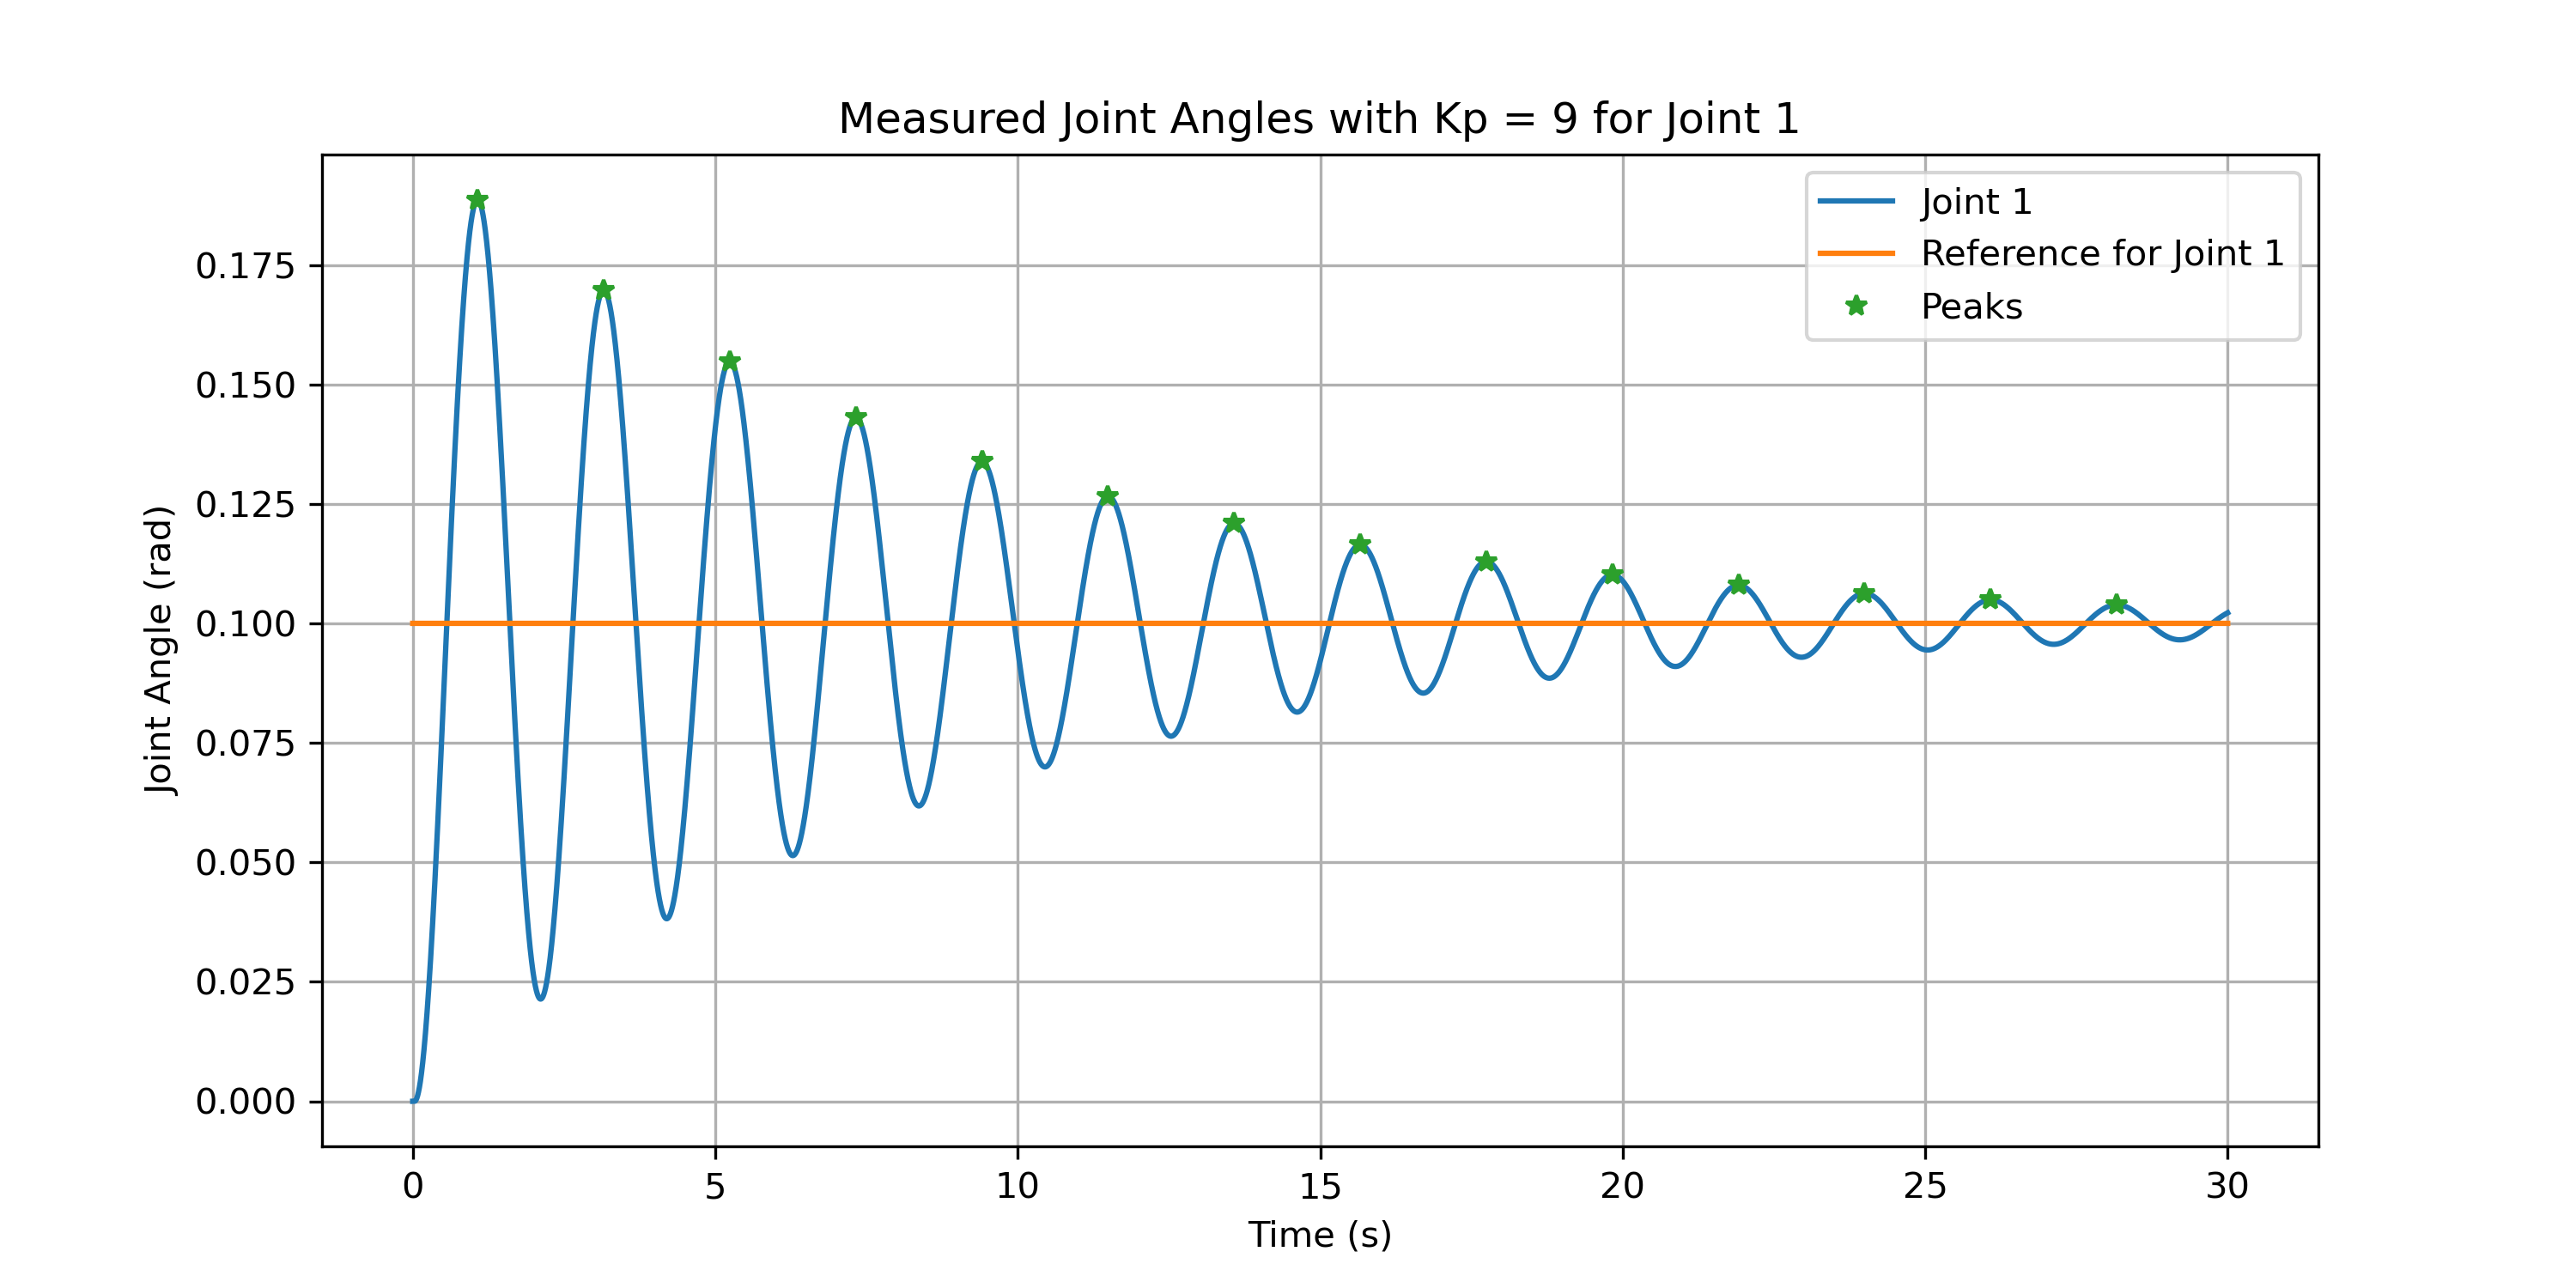 Measured Joint Angles with Kp = 9 for Joint 1
Joint 1
Reference for Joint 1
Peaks
Joint Angle (rad)
0.175
0.150
0.125
0.100
0.075
0.050
0.025
0.000
0 5 10 15 20 25 30
Time (s)